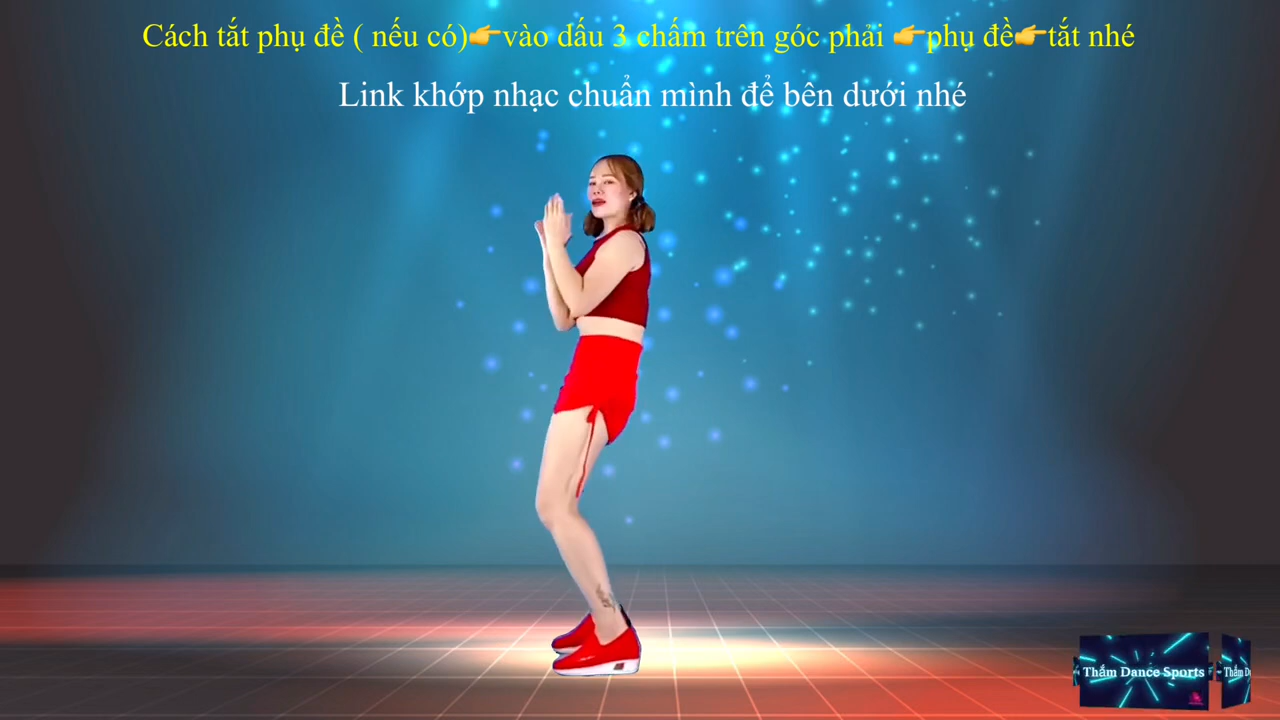 Cách tắt phụ đề ( nếu có)👉vào dấu 3 chấm trên góc phải 👉phụ đề👉tắt nhé
Link khớp nhạc chuẩn mình để bên dưới nhé
Thắm Dance Sports